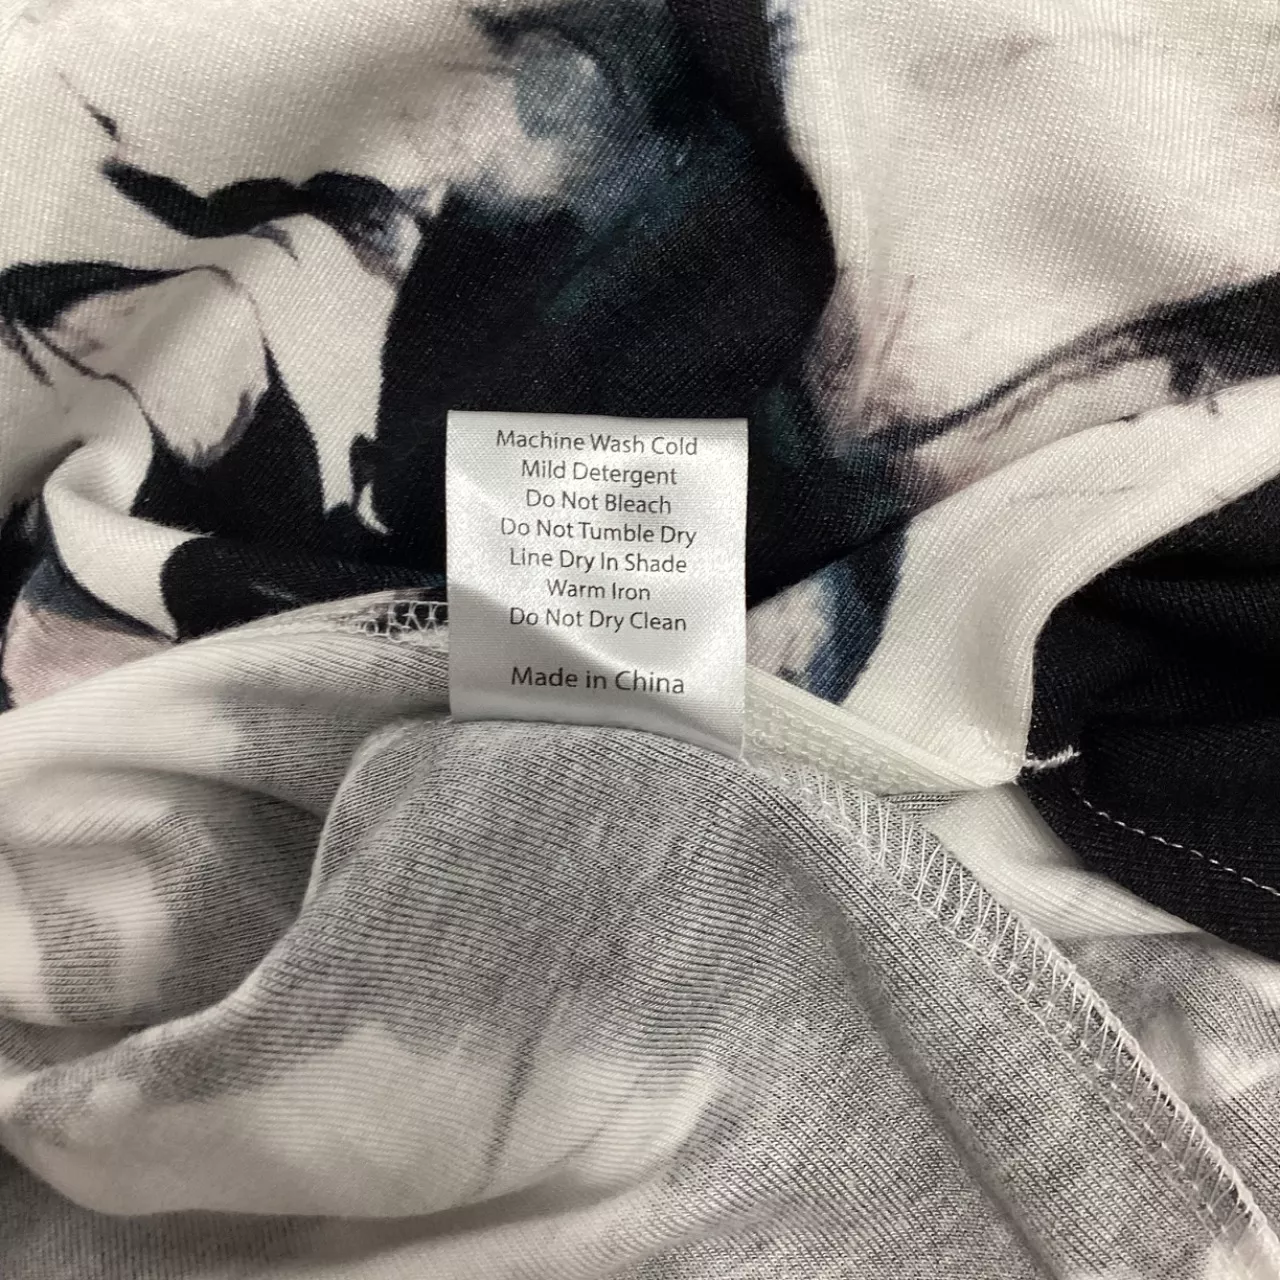 Machine Wash Cold
Mild Detergent
Do Not Bleach
Do Not Tumble Dry
Line Dry In Shade
Warm Iron
Do Not Dry Clean
Made in China